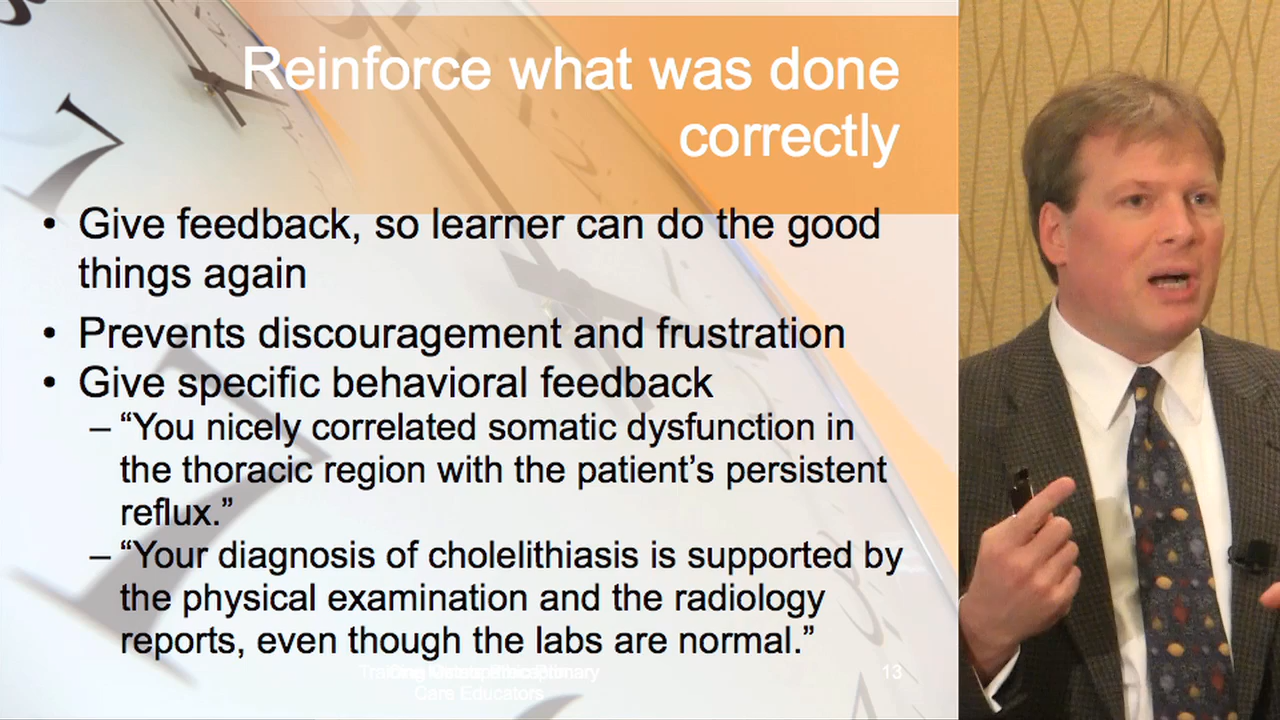 Reinforce what was done
correctly
• Give feedback, so learner can do the good
things again
• Prevents discouragement and frustration
• Give specific behavioral feedback
– “You nicely correlated somatic dysfunction in
the thoracic region with the patient’s persistent
reflux.”
– “Your diagnosis of cholelithiasis is supported by
the physical examination and the radiology
reports, even though the labs are normal.”
Care Educators
13